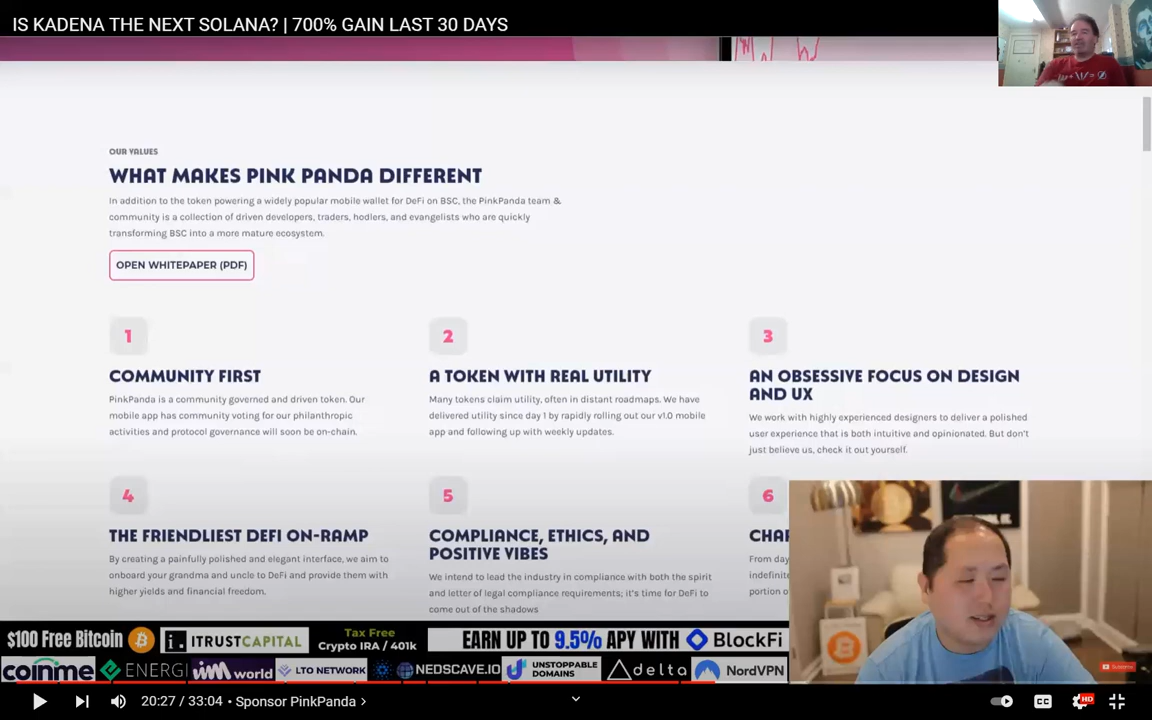 IS KADENA THE NEXT SOLANA? | 700% GAIN LAST 30 DAYS
OUR VALUES
WHAT MAKES PINK PANDA DIFFERENT
In addition to the token powering a widely popular mobile wallet for DeFi on BSC, the PinkPanda team &
community is a collection of driven developers, traders, hodlers, and evangelists who are quickly
transforming BSC into a more mature ecosystem.
OPEN WHITEPAPER (PDF)
1
COMMUNITY FIRST
PinkPanda is a community governed and driven token. Our
mobile app has community voting for our philanthropic
activities and protocol governance will soon be on-chain.
2
A TOKEN WITH REAL UTILITY
Many tokens claim utility, often in distant roadmaps. We have
delivered utility since day 1 by rapidly rolling out our v1.0 mobile
app and following up with weekly updates.
3
AN OBSESSIVE FOCUS ON DESIGN
AND UX
We work with highly experienced designers to deliver a polished
user experience that is both intuitive and opinionated. But don't
just believe us, check it out yourself.
4
THE FRIENDLIEST DEFI ON-RAMP
By creating a painfully polished and elegant interface, we aim to
onboard your grandma and uncle to DeFi and provide them with
higher yields and financial freedom.
5
COMPLIANCE, ETHICS, AND
POSITIVE VIBES
We intend to lead the industry in compliance with both the spirit
and letter of legal compliance requirements; it's time for DeFi to
come out of the shadows
6
CHAR
From day
indefinit
portion o
$100 Free Bitcoin
ITRUSTCAPITAL
Tax Free
Crypto IRA / 401k
EARN UP TO 9.5% APY WITH BlockFi
coinme
ENERGI
imworld
LTO NETWORK
NEDSCAVE.IO
UNSTOPPABLE
DOMAINS
delta
NordVPN
Subscribe
20:27 / 33:04 • Sponsor PinkPanda >
CC
HD